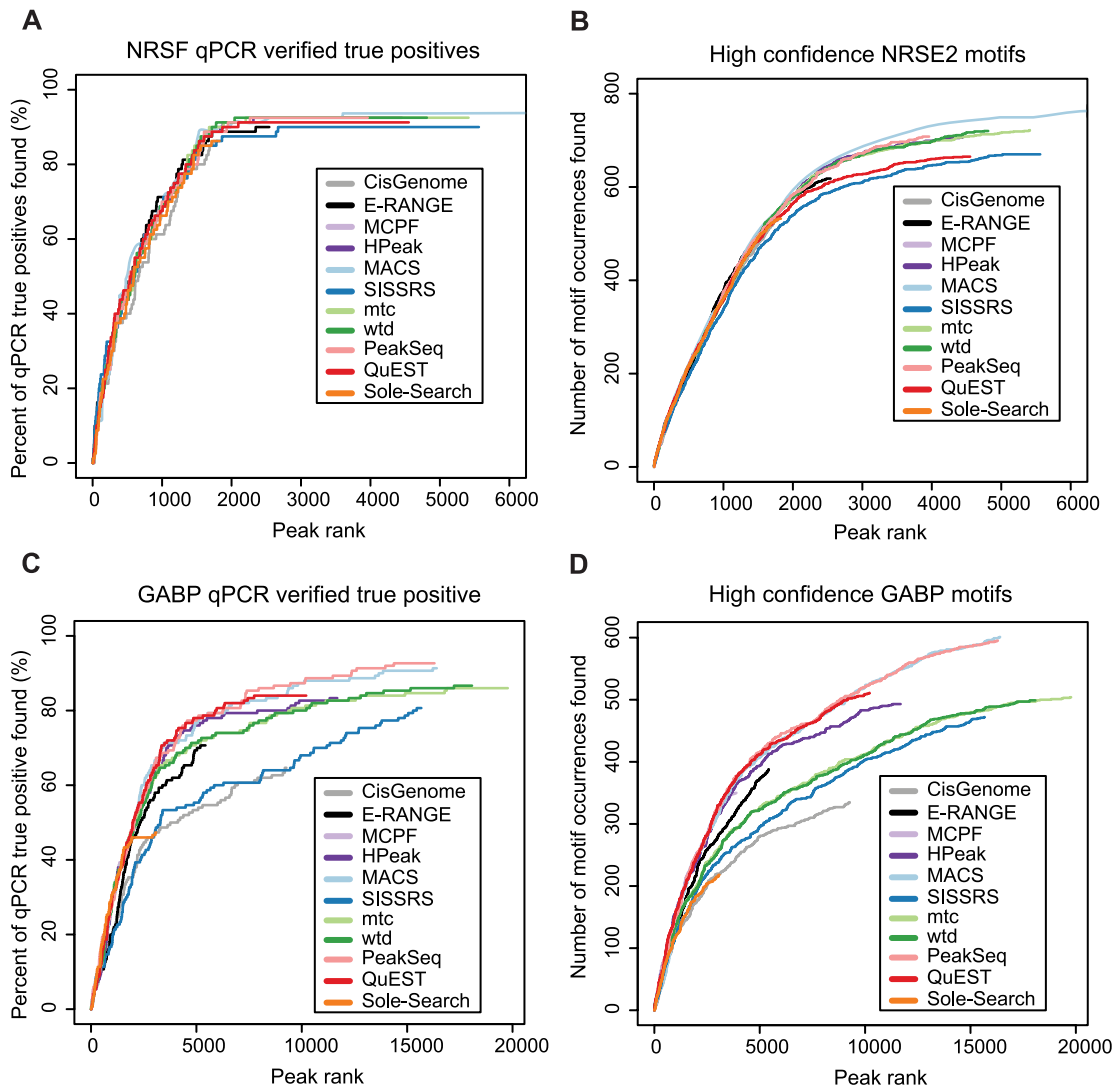 A
NRSF qPCR verified true positives
Percent of qPCR true positives found (%)
0
20
40
60
80
100
CisGenome
E-RANGE
MCPF
HPeak
MACS
SISSRS
mtc
wtd
PeakSeq
QuEST
Sole-Search
0
1000
2000
3000
4000
5000
6000
Peak rank
B
High confidence NRSE2 motifs
Number of motif occurrences found
0
200
400
600
800
CisGenome
E-RANGE
MCPF
HPeak
MACS
SISSRS
mtc
wtd
PeakSeq
QuEST
Sole-Search
0
1000
2000
3000
4000
5000
6000
Peak rank
C
GABP qPCR verified true positive
Percent of qPCR true positive found (%)
0
20
40
60
80
100
CisGenome
E-RANGE
MCPF
HPeak
MACS
SISSRS
mtc
wtd
PeakSeq
QuEST
Sole-Search
0
5000
10000
15000
20000
Peak rank
D
High confidence GABP motifs
Number of motif occurrences found
0
100
200
300
400
500
600
CisGenome
E-RANGE
MCPF
HPeak
MACS
SISSRS
mtc
wtd
PeakSeq
QuEST
Sole-Search
0
5000
10000
15000
20000
Peak rank